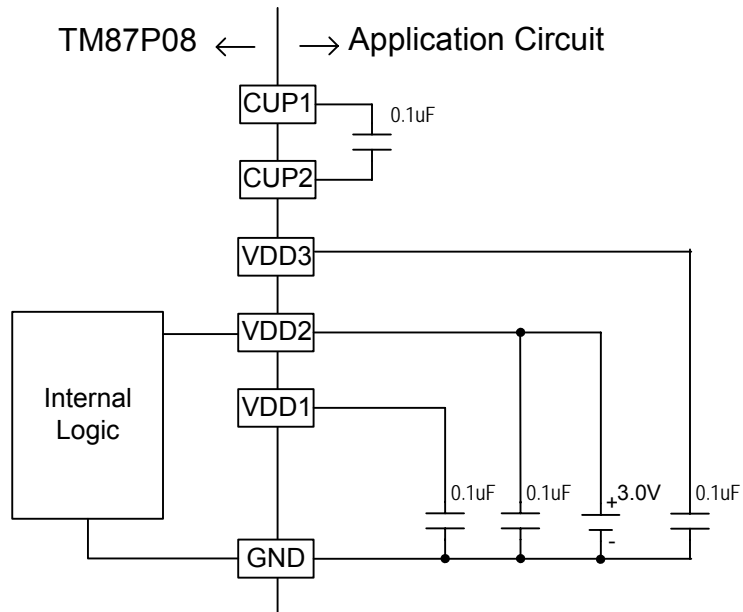 TM87P08
Application Circuit
CUP1
0.1uF
CUP2
VDD3
VDD2
VDD1
Internal
Logic
0.1uF
0.1uF
+
3.0V
-
0.1uF
GND